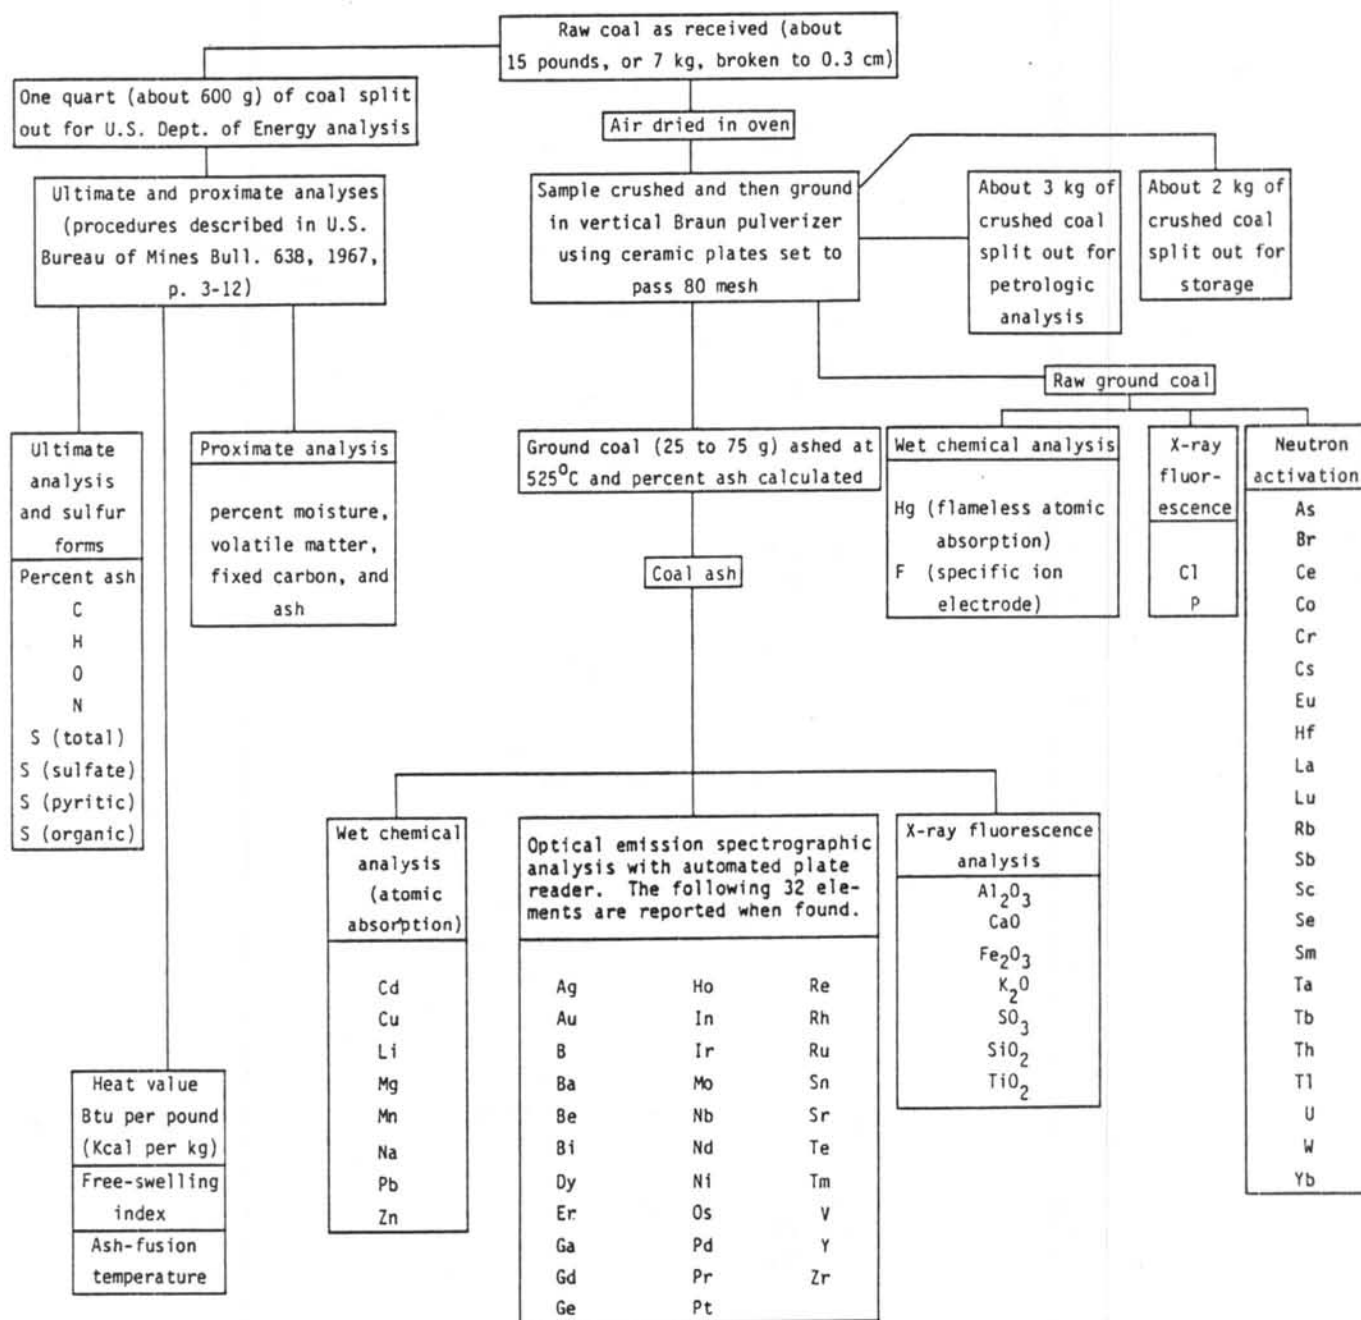 Raw coal as received (about
15 pounds, or 7 kg, broken to 0.3 cm)
One quart (about 600 g) of coal split
out for U.S. Dept. of Energy analysis
Air dried in oven
Ultimate and proximate analyses
(procedures described in U.S.
Bureau of Mines Bull. 638, 1967,
p. 3-12)
Sample crushed and then ground
in vertical Braun pulverizer
using ceramic plates set to
pass 80 mesh
About 3 kg of
crushed coal
split out for
petrologic
analysis
About 2 kg of
crushed coal
split out for
storage
Raw ground coal
Ultimate
analysis
and sulfur
forms
Percent ash
C
H
O
N
S (total)
S (sulfate)
S (pyritic)
S (organic)
Proximate analysis
percent moisture,
volatile matter,
fixed carbon, and
ash
Ground coal (25 to 75 g) ashed at
525°C and percent ash calculated
Wet chemical analysis
Hg (flameless atomic
absorption)
F (specific ion
electrode)
X-ray
fluor-
escence
Cl
P
Neutron
activation
As
Br
Ce
Co
Cr
Cs
Eu
Hf
La
Lu
Rb
Sb
Sc
Se
Sm
Ta
Tb
Th
Tl
U
W
Yb
Coal ash
Wet chemical
analysis
(atomic
absorption)
Cd
Cu
Li
Mg
Mn
Na
Pb
Zn
Optical emission spectrographic
analysis with automated plate
reader. The following 32 ele-
ments are reported when found.
Ag Ho Re
Au In Rh
B Ir Ru
Ba Mo Sn
Be Nb Sr
Bi Nd Te
Dy Ni Tm
Er Os V
Ga Pd Y
Gd Pr Zr
Ge Pt
X-ray fluorescence
analysis
Al₂O₃
CaO
Fe₂O₃
K₂O
SO₃
SiO₂
TiO₂
Heat value
Btu per pound
(Kcal per kg)
Free-swelling
index
Ash-fusion
temperature